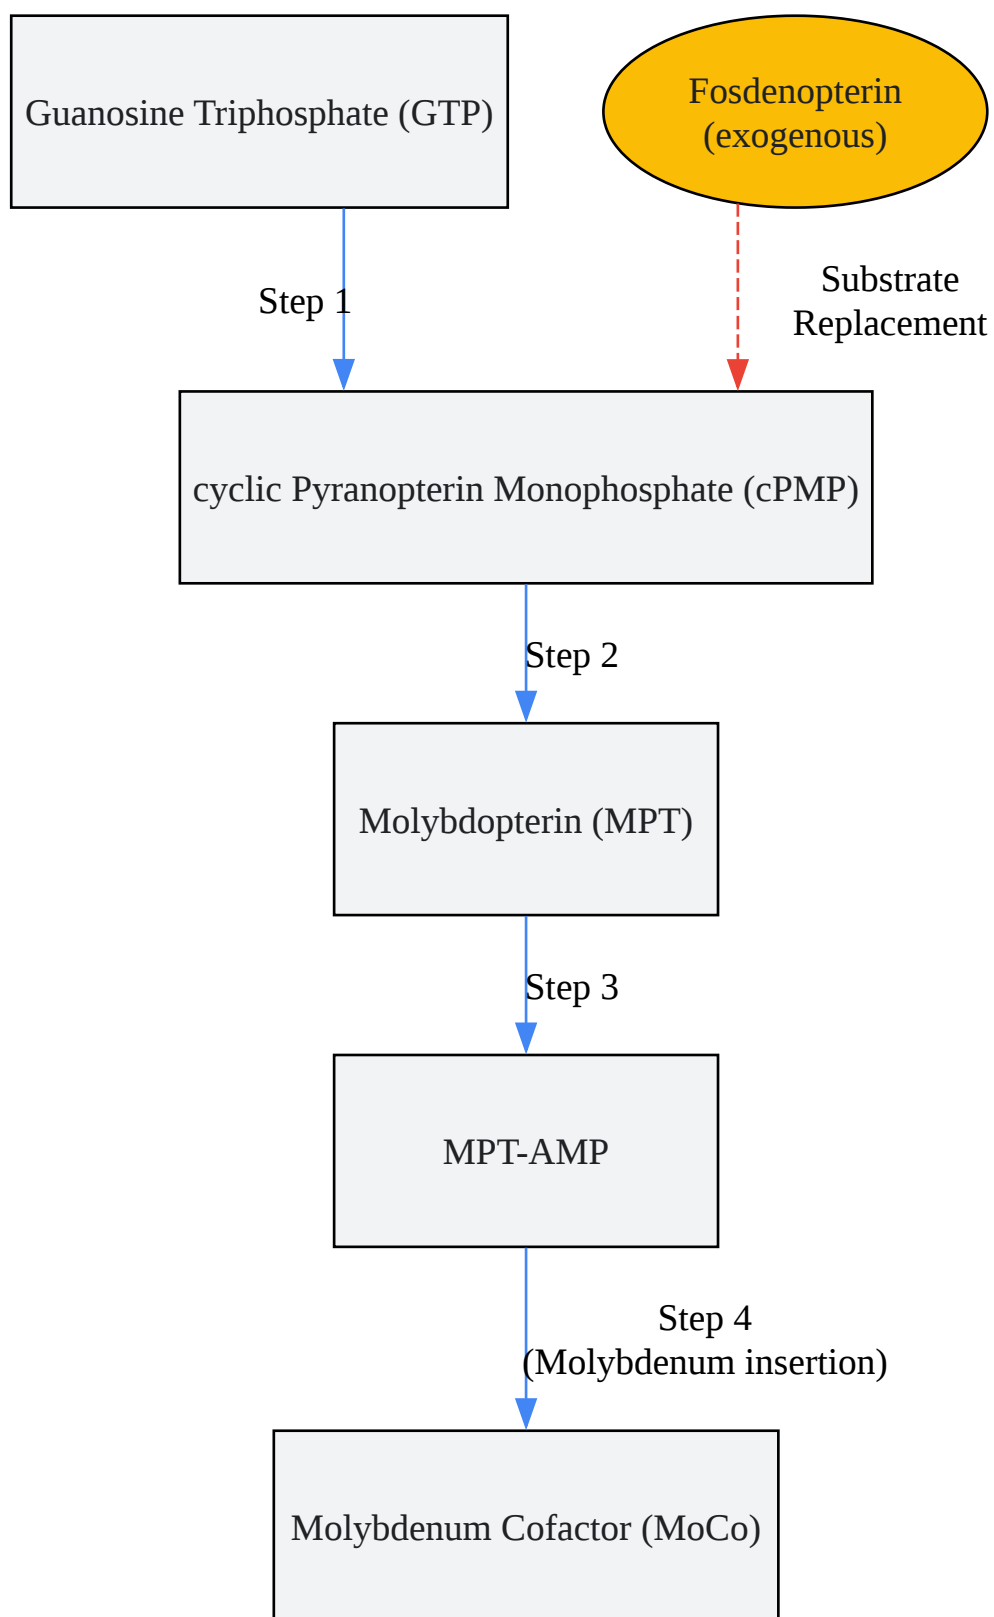 Guanosine Triphosphate (GTP)
Fosdenopterin
(exogenous)
Step 1
Substrate
Replacement
cyclic Pyranopterin Monophosphate (cPMP)
Step 2
Molybdopterin (MPT)
Step 3
MPT-AMP
Step 4
(Molybdenum insertion)
Molybdenum Cofactor (MoCo)